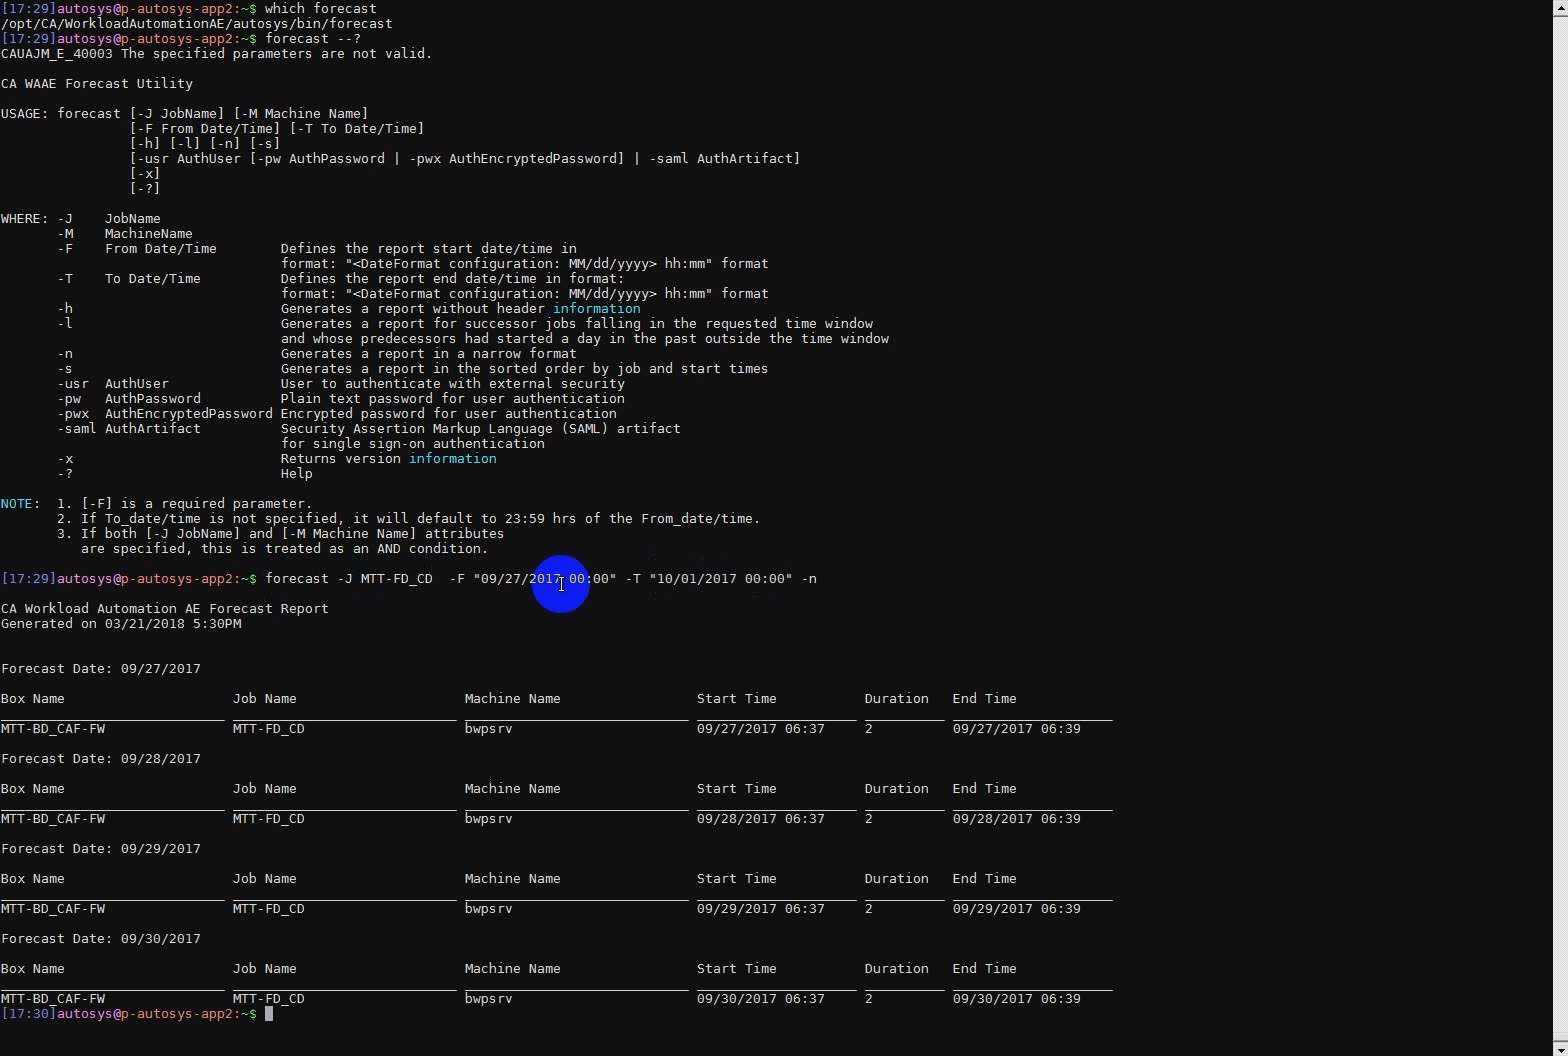 [17:29]autosys@p-autosys-app2:~$ which forecast
/opt/CA/WorkloadAutomationAE/autosys/bin/forecast
[17:29]autosys@p-autosys-app2:~$ forecast --?
CAUAJM_E_40003 The specified parameters are not valid.
CA WAAE Forecast Utility
USAGE: forecast [-J JobName] [-M Machine Name]
[-F From Date/Time] [-T To Date/Time]
[-h] [-l] [-n] [-s]
[-usr AuthUser [-pw AuthPassword | -pwx AuthEncryptedPassword] | -saml AuthArtifact]
[-x]
[-?]
WHERE: -J JobName
-M MachineName
-F From Date/Time Defines the report start date/time in
format: "<DateFormat configuration: MM/dd/yyyy> hh:mm" format
-T To Date/Time Defines the report end date/time in format:
format: "<DateFormat configuration: MM/dd/yyyy> hh:mm" format
-h Generates a report without header information
-l Generates a report for successor jobs falling in the requested time window
and whose predecessors had started a day in the past outside the time window
-n Generates a report in a narrow format
-s Generates a report in the sorted order by job and start times
-usr AuthUser User to authenticate with external security
-pw AuthPassword Plain text password for user authentication
-pwx AuthEncryptedPassword Encrypted password for user authentication
-saml AuthArtifact Security Assertion Markup Language (SAML) artifact
for single sign-on authentication
-x Returns version information
-? Help
NOTE: 1. [-F] is a required parameter.
2. If To_date/time is not specified, it will default to 23:59 hrs of the From_date/time.
3. If both [-J JobName] and [-M Machine Name] attributes
are specified, this is treated as an AND condition.
[17:29]autosys@p-autosys-app2:~$ forecast -J MTT-FD_CD -F "09/27/2017 00:00" -T "10/01/2017 00:00" -n
CA Workload Automation AE Forecast Report
Generated on 03/21/2018 5:30PM
Forecast Date: 09/27/2017
Box Name Job Name Machine Name Start Time Duration End Time
MTT-BD_CAF-FW MTT-FD_CD bwpsrv 09/27/2017 06:37 2 09/27/2017 06:39
Forecast Date: 09/28/2017
Box Name Job Name Machine Name Start Time Duration End Time
MTT-BD_CAF-FW MTT-FD_CD bwpsrv 09/28/2017 06:37 2 09/28/2017 06:39
Forecast Date: 09/29/2017
Box Name Job Name Machine Name Start Time Duration End Time
MTT-BD_CAF-FW MTT-FD_CD bwpsrv 09/29/2017 06:37 2 09/29/2017 06:39
Forecast Date: 09/30/2017
Box Name Job Name Machine Name Start Time Duration End Time
MTT-BD_CAF-FW MTT-FD_CD bwpsrv 09/30/2017 06:37 2 09/30/2017 06:39
[17:30]autosys@p-autosys-app2:~$